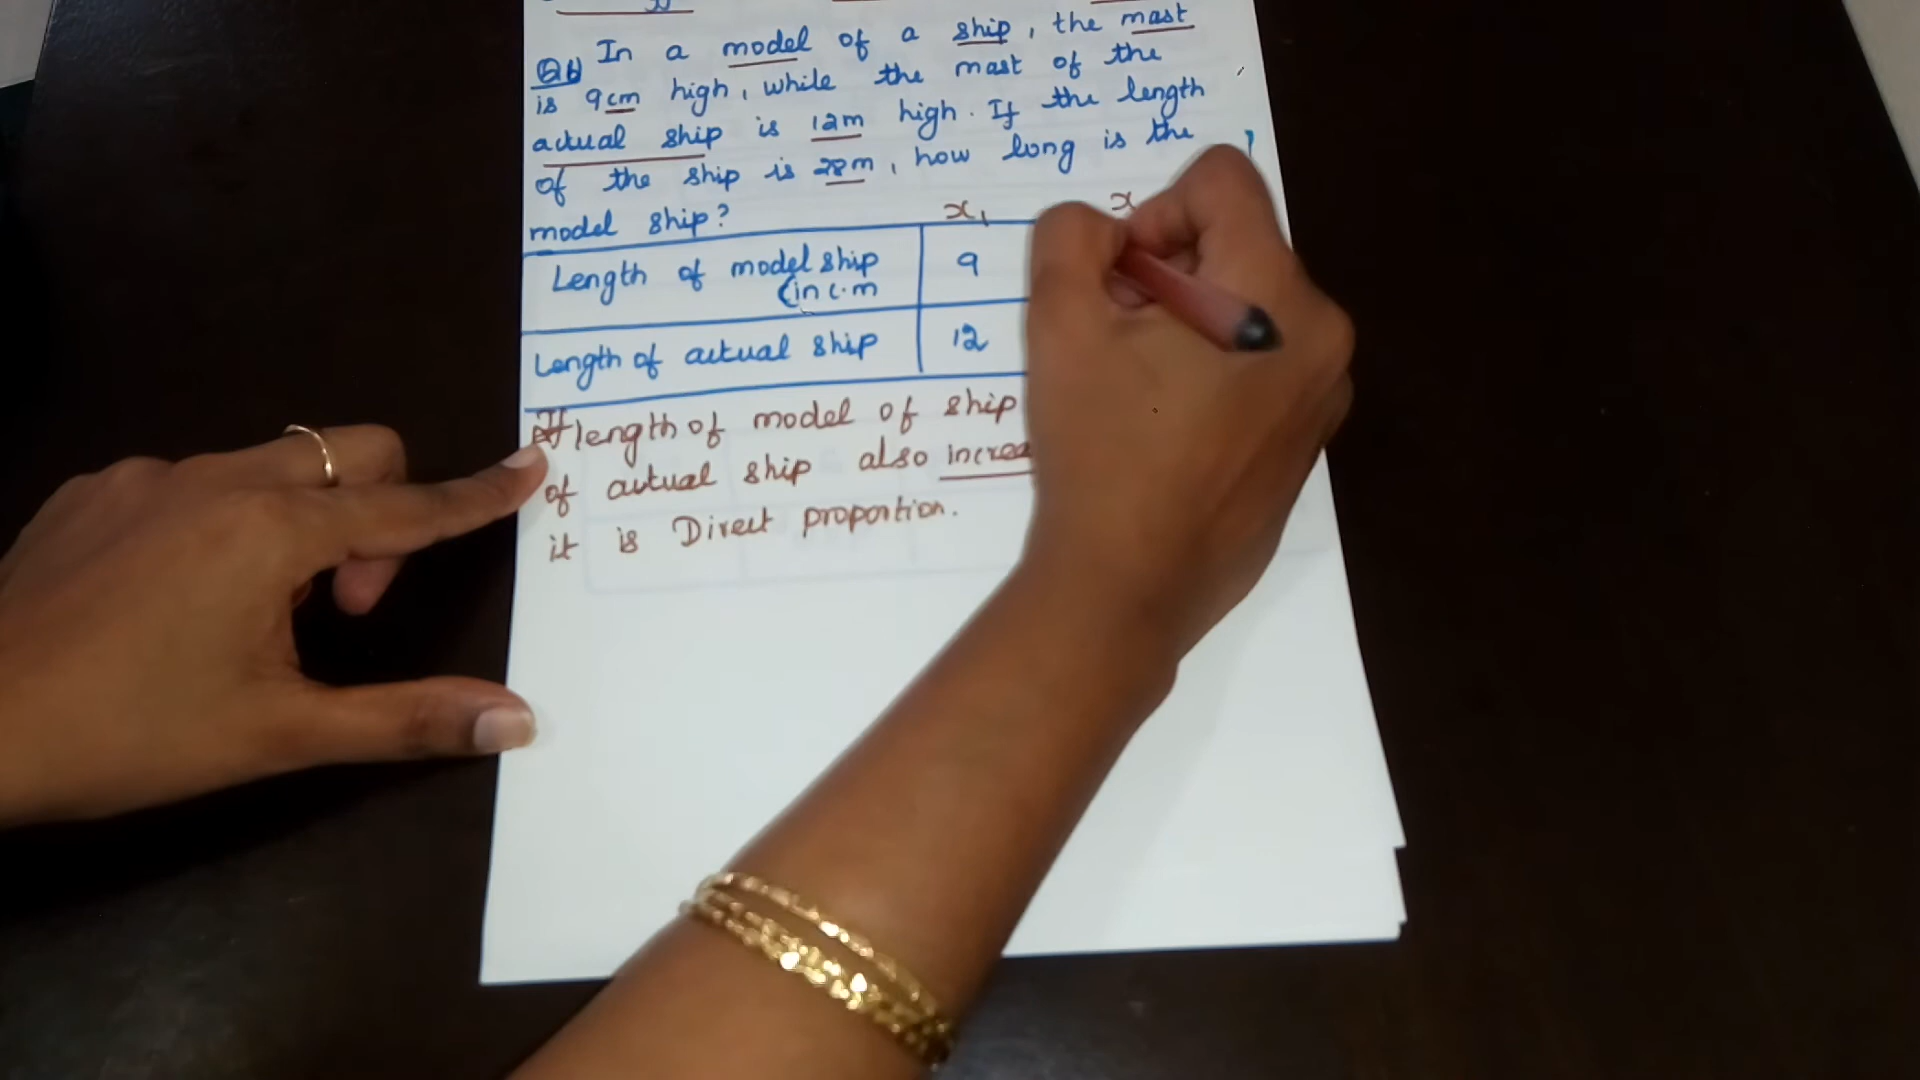 In a model of a ship, the mast
is 9cm high, while the mast of the
actual ship is 12m high. If the length
of the ship is 28m, how long is the
model ship?
x₁ x
Length of model ship 9
(in c.m
Length of actual ship 12
If length of model of ship
of actual ship also increa
it is Direct proportion.